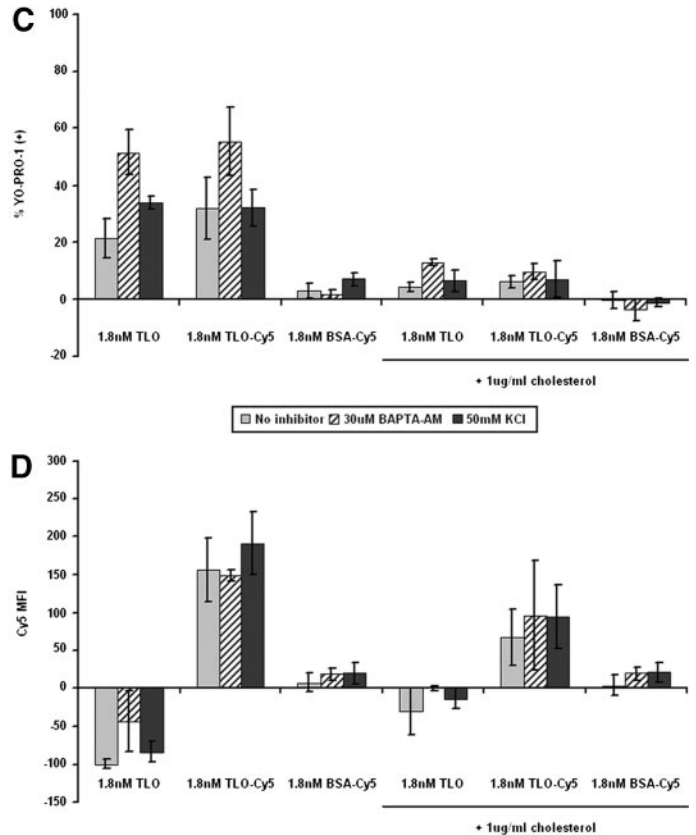 C
100
80
60
40
20
0
-20
% YO-PRO-1 (+)
1.8nM TLO 1.8nM TLO-Cy5 1.8nM BSA-Cy5 1.8nM TLO 1.8nM TLO-Cy5 1.8nM BSA-Cy5
+ 1ug/ml cholesterol
No inhibitor 30uM BAPTA-AM 50mM KCl
D
300
250
200
150
100
50
0
-50
-100
-150
Cy5 MFI
1.8nM TLO 1.8nM TLO-Cy5 1.8nM BSA-Cy5 1.8nM TLO 1.8nM TLO-Cy5 1.8nM BSA-Cy5
+ 1ug/ml cholesterol